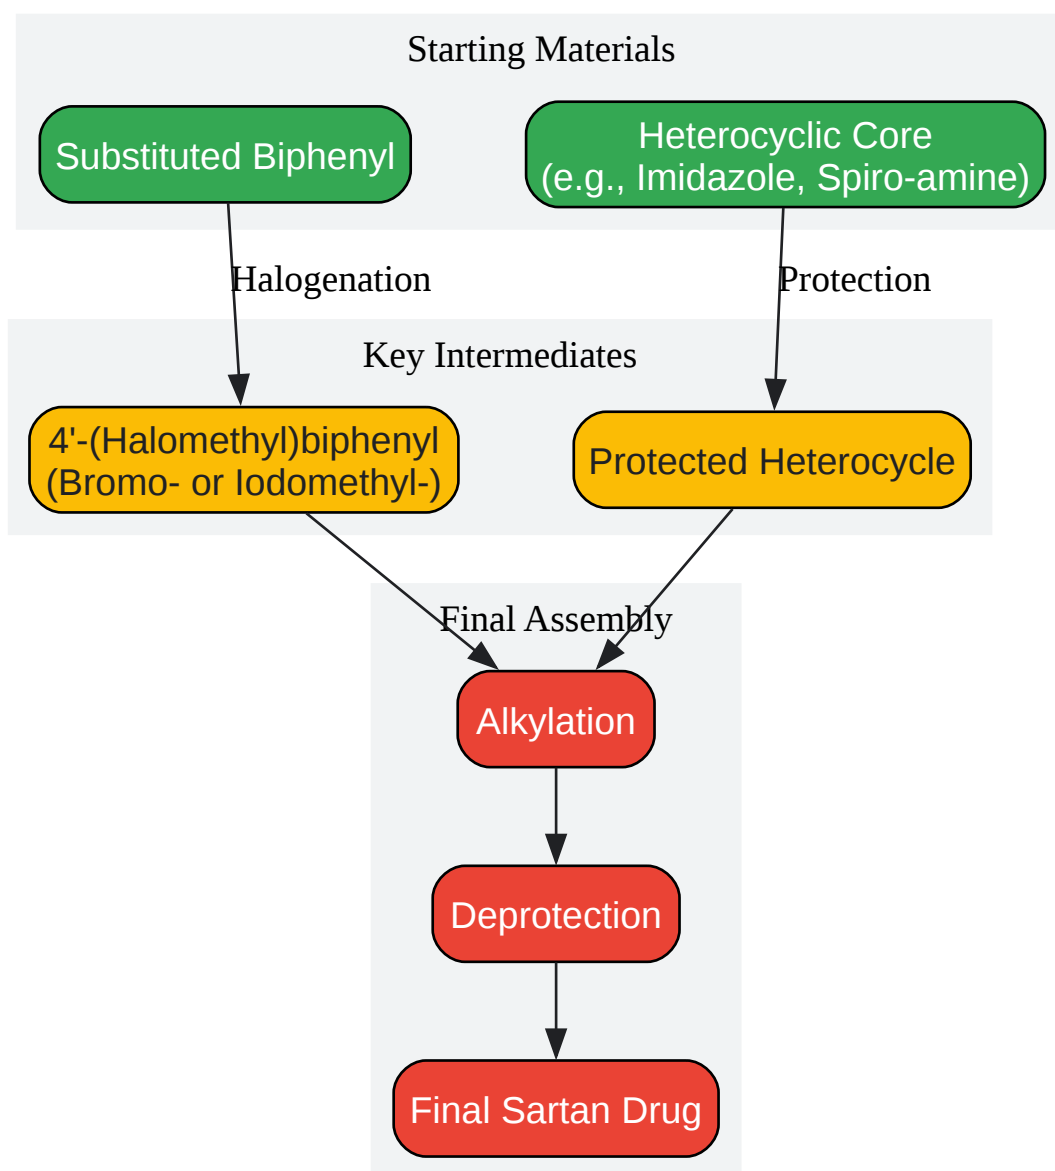 Starting Materials
Substituted Biphenyl
Heterocyclic Core
(e.g., Imidazole, Spiro-amine)
Halogenation
Protection
Key Intermediates
4'-(Halomethyl)biphenyl
(Bromo- or Iodomethyl-)
Protected Heterocycle
Final Assembly
Alkylation
Deprotection
Final Sartan Drug